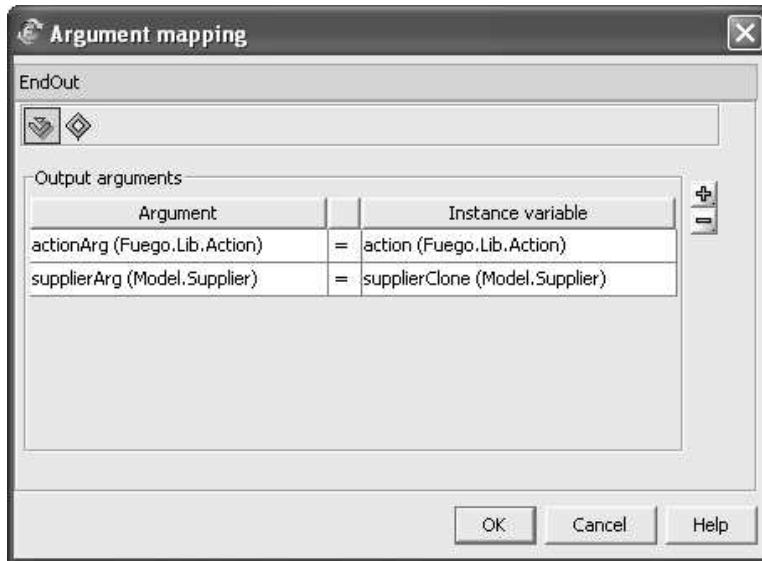 Argument mapping
EndOut
Output arguments
Argument Instance variable
actionArg (Fuego.Lib.Action) = action (Fuego.Lib.Action)
supplierArg (Model.Supplier) = supplierClone (Model.Supplier)
OK Cancel Help